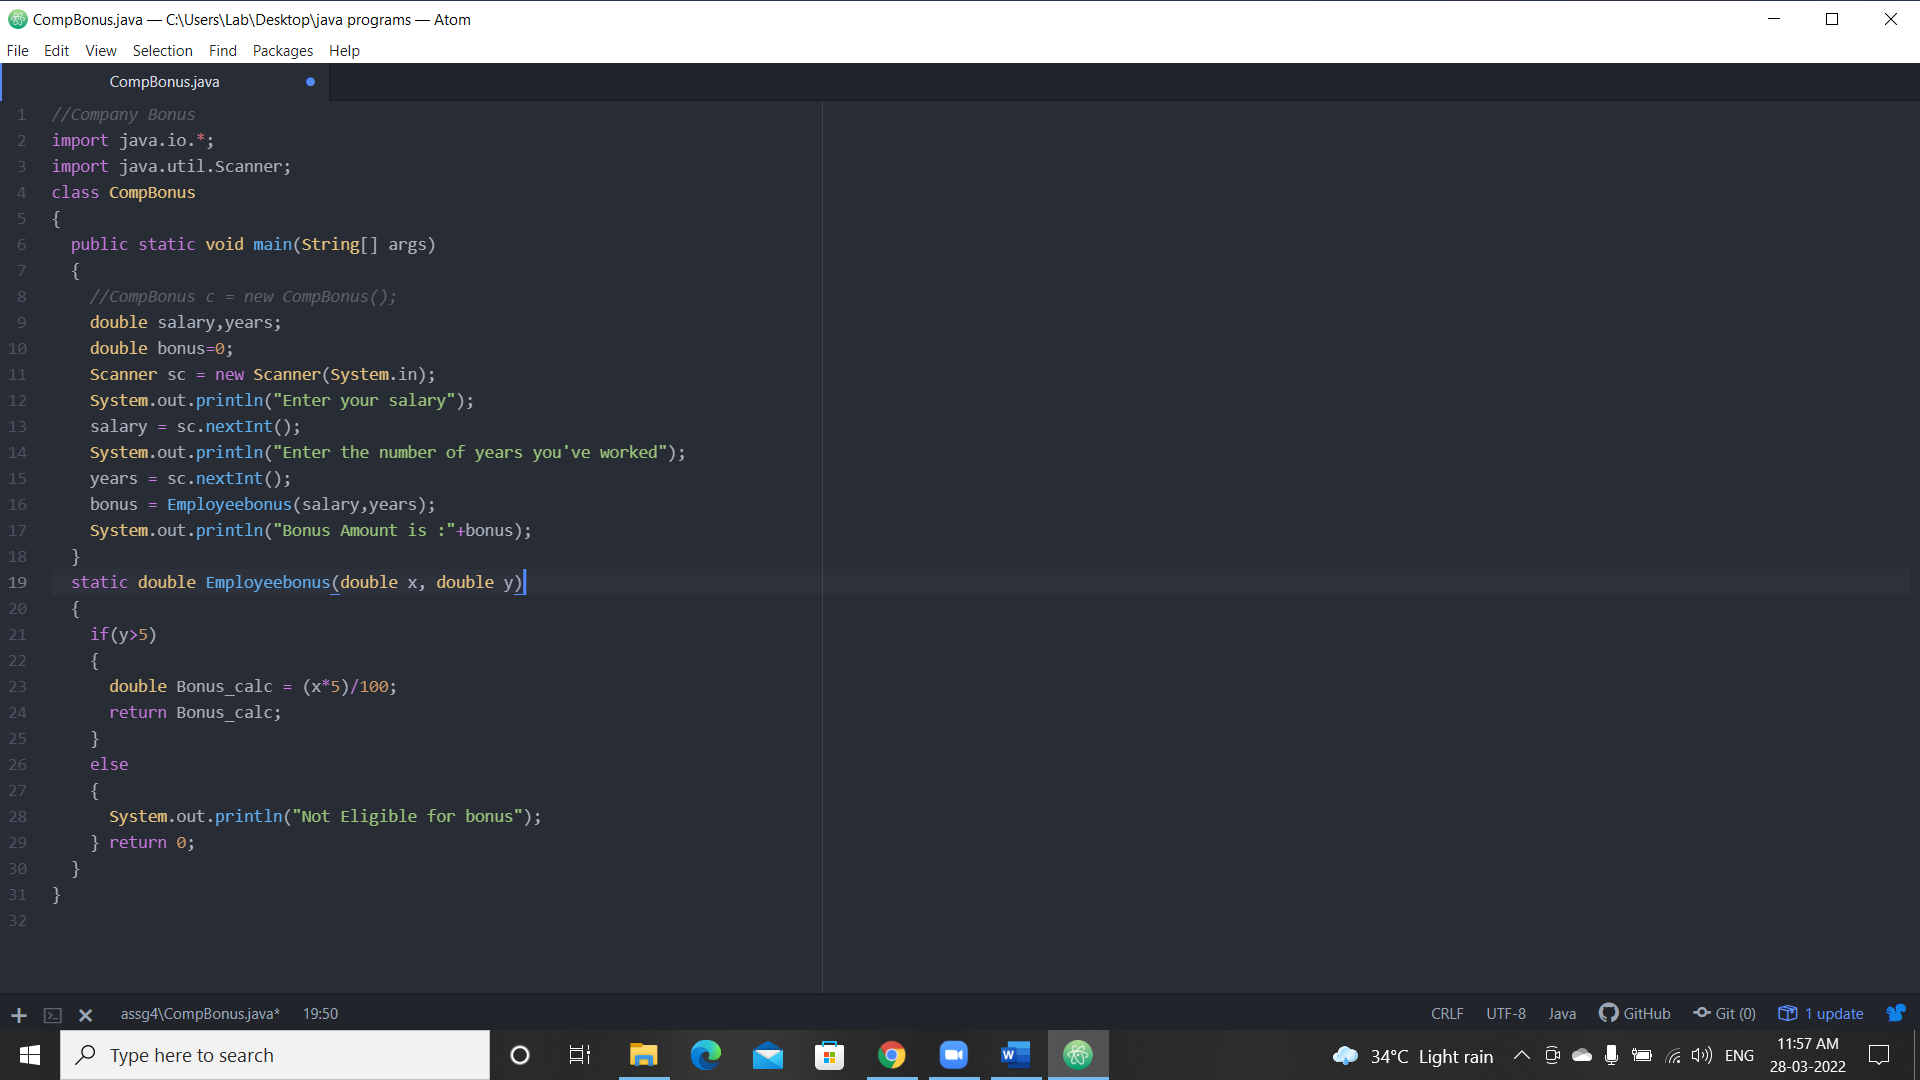 CompBonus.java — C:\Users\Lab\Desktop\java programs — Atom
File Edit View Selection Find Packages Help
CompBonus.java
1 //Company Bonus
2 import java.io.*;
3 import java.util.Scanner;
4 class CompBonus
5 {
6 public static void main(String[] args)
7 {
8 //CompBonus c = new CompBonus();
9 double salary,years;
10 double bonus=0;
11 Scanner sc = new Scanner(System.in);
12 System.out.println("Enter your salary");
13 salary = sc.nextInt();
14 System.out.println("Enter the number of years you've worked");
15 years = sc.nextInt();
16 bonus = Employeebonus(salary,years);
17 System.out.println("Bonus Amount is :"+bonus);
18 }
19 static double Employeebonus(double x, double y)
20 {
21 if(y>5)
22 {
23 double Bonus_calc = (x*5)/100;
24 return Bonus_calc;
25 }
26 else
27 {
28 System.out.println("Not Eligible for bonus");
29 } return 0;
30 }
31 }
32
assg4\CompBonus.java* 19:50 CRLF UTF-8 Java GitHub Git (0) 1 update
Type here to search 34°C Light rain ENG 11:57 AM
28-03-2022